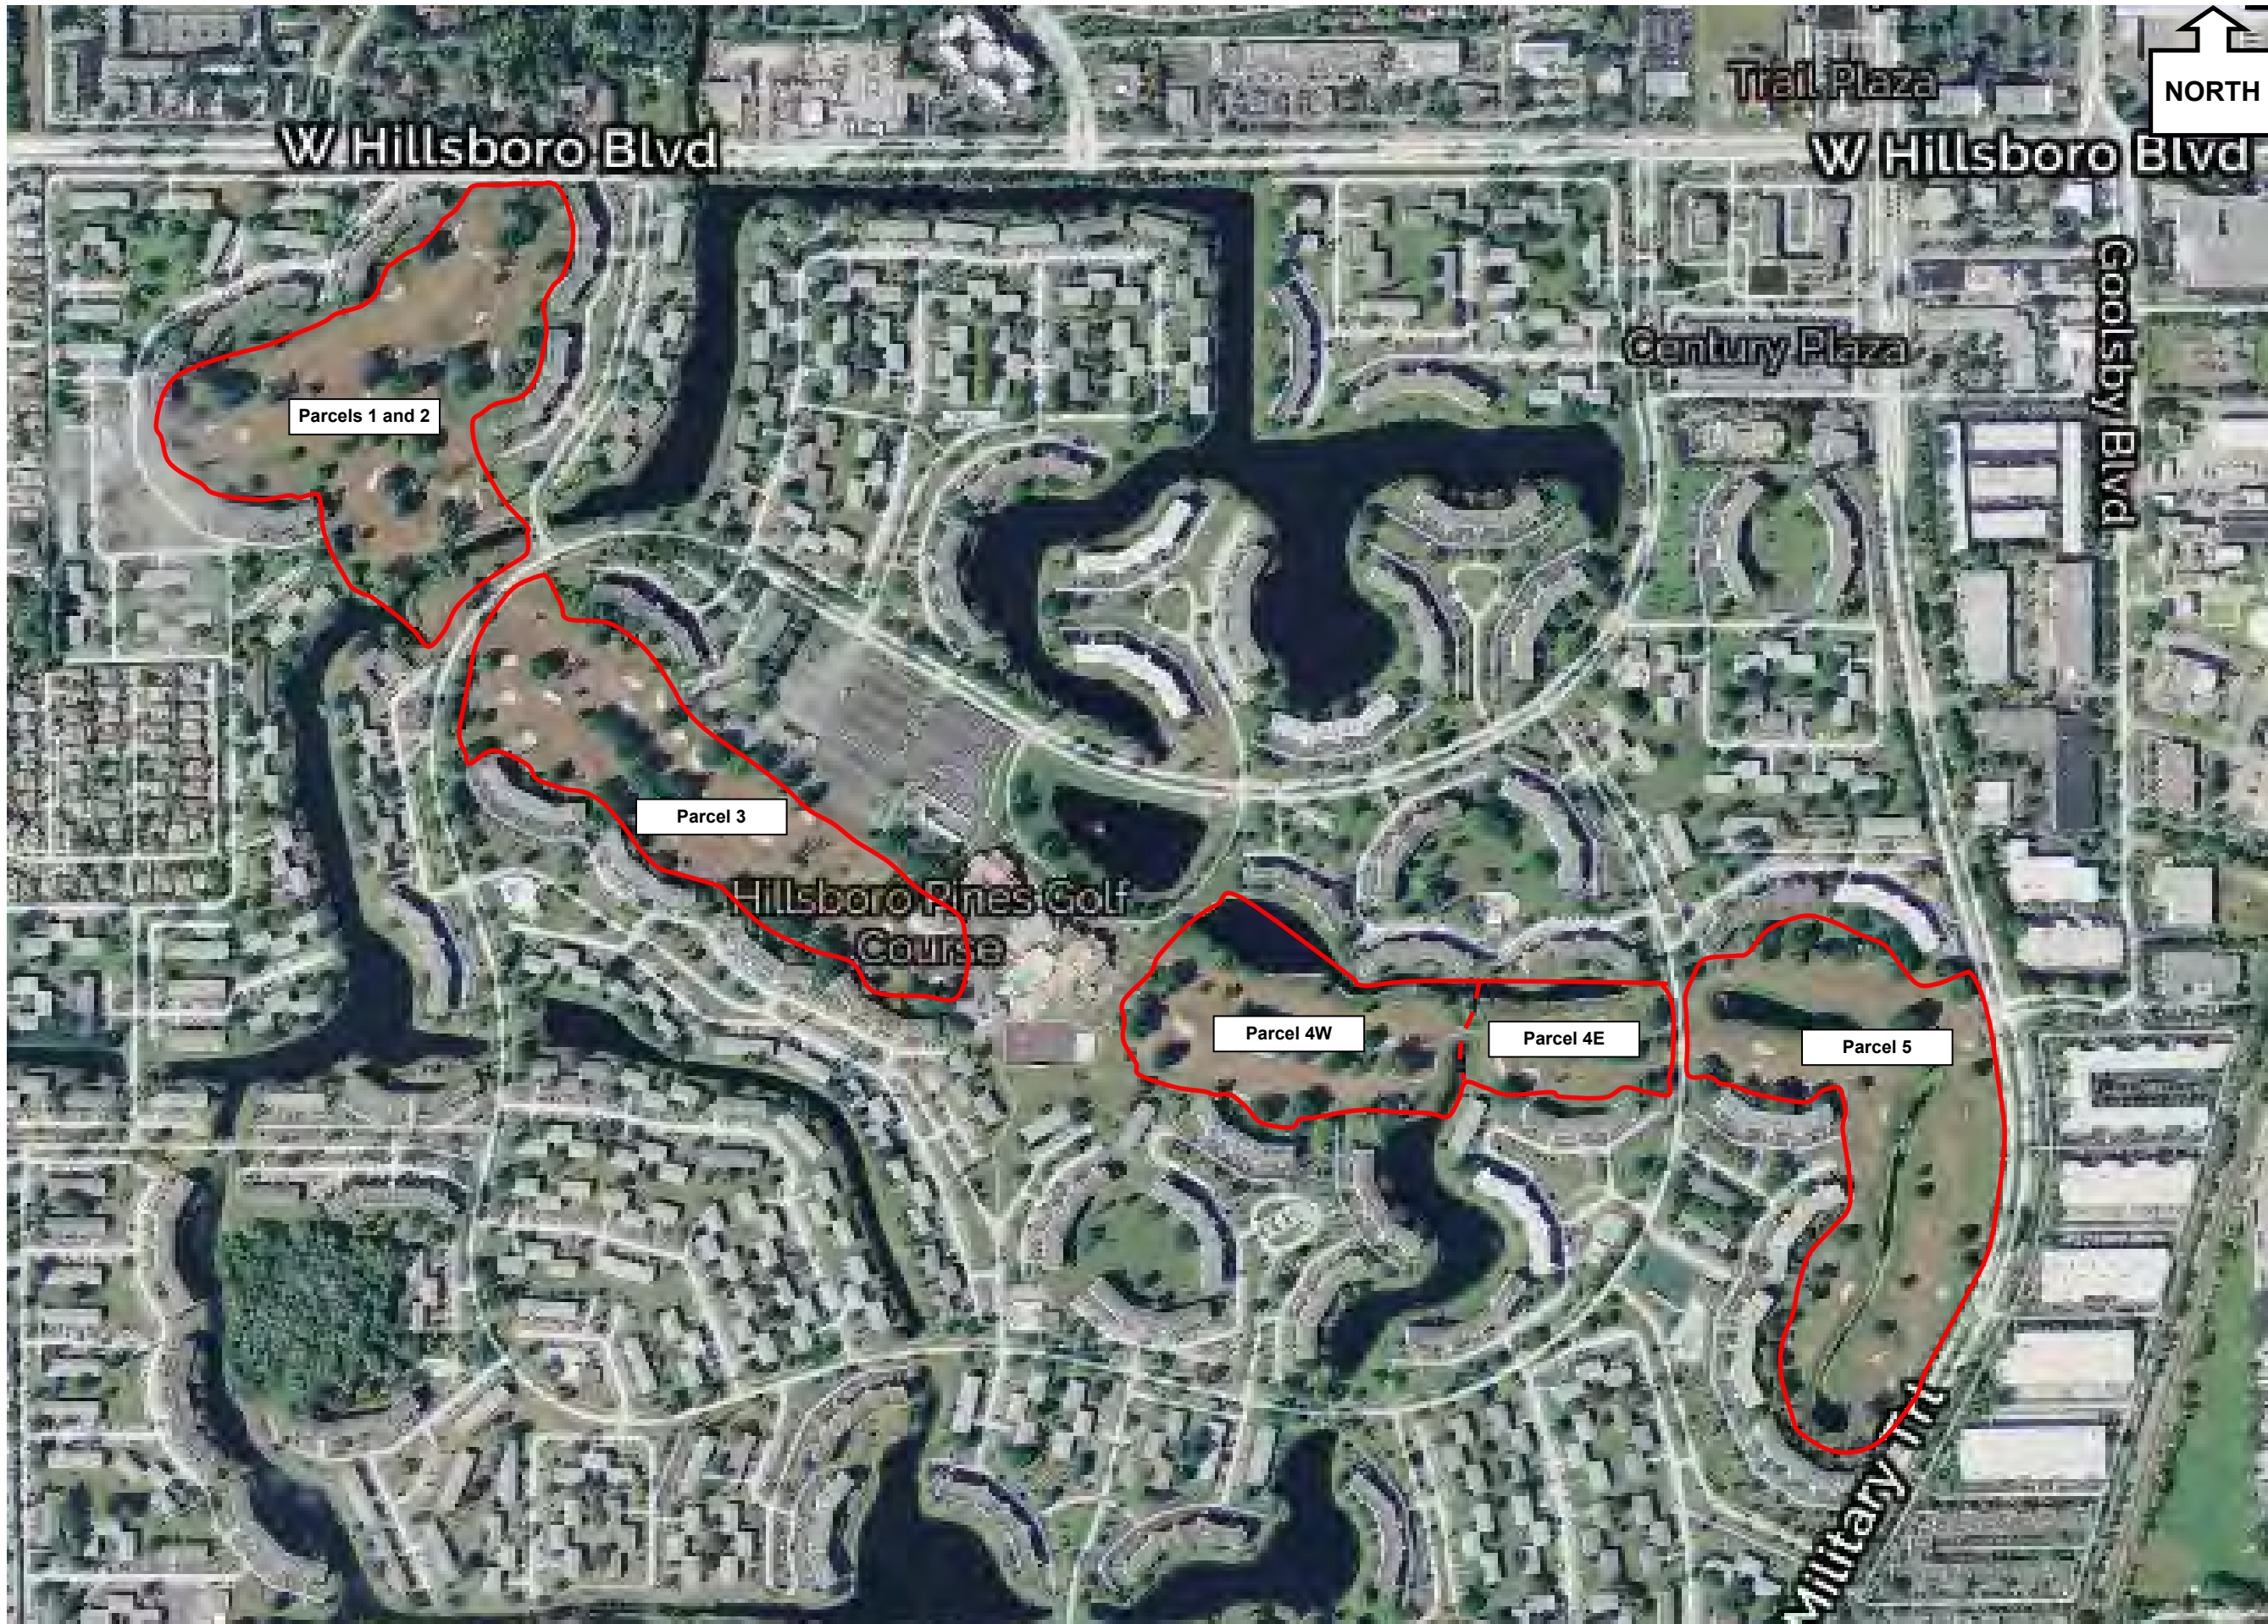 NORTH
Trail Plaza
W Hillsboro Blvd
W Hillsboro Blvd
Goolsby Blvd
Century Plaza
Parcels 1 and 2
Parcel 3
Hillsboro Pines Golf
Course
Parcel 4W
Parcel 4E
Parcel 5
Military Trl